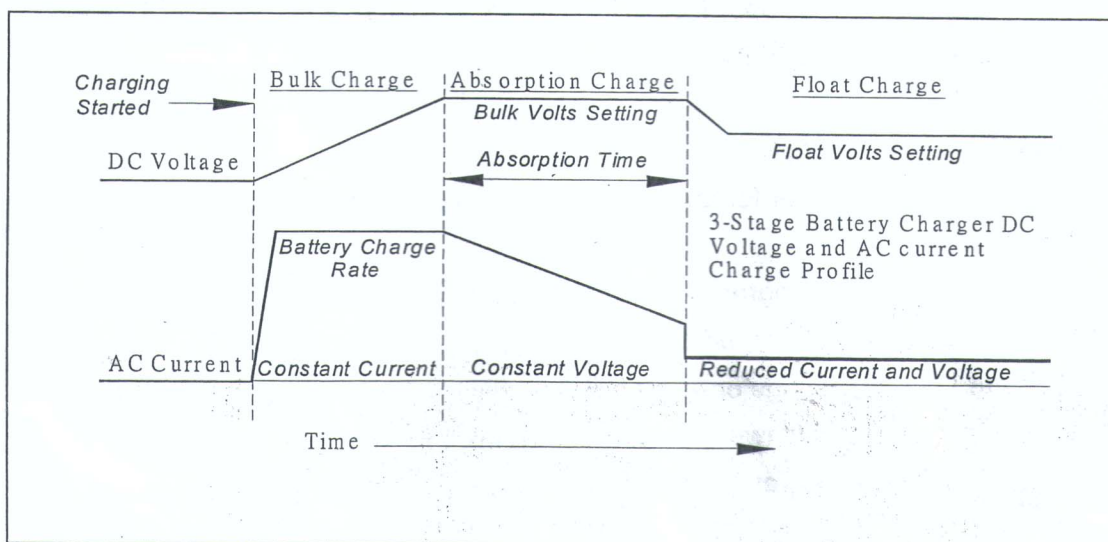 Charging
Started
Bulk Charge
Absorption Charge
Float Charge
Bulk Volts Setting
DC Voltage
Absorption Time
Float Volts Setting
Battery Charge
Rate
3-Stage Battery Charger DC
Voltage and AC current
Charge Profile
AC Current
Constant Current
Constant Voltage
Reduced Current and Voltage
Time